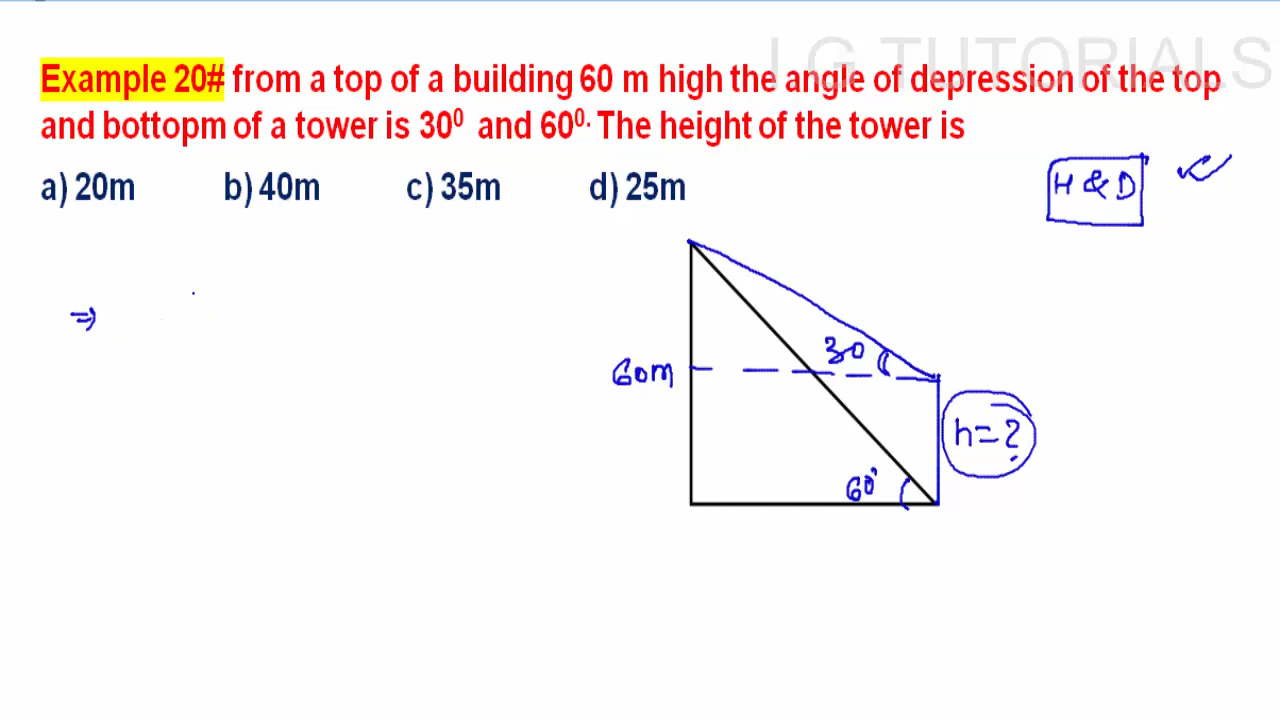 I G TUTORIALS
Example 20# from a top of a building 60 m high the angle of depression of the top
and bottopm of a tower is 30⁰ and 60⁰· The height of the tower is
a) 20m b) 40m c) 35m d) 25m
H & D
⇒
30
60m
h=?
60°